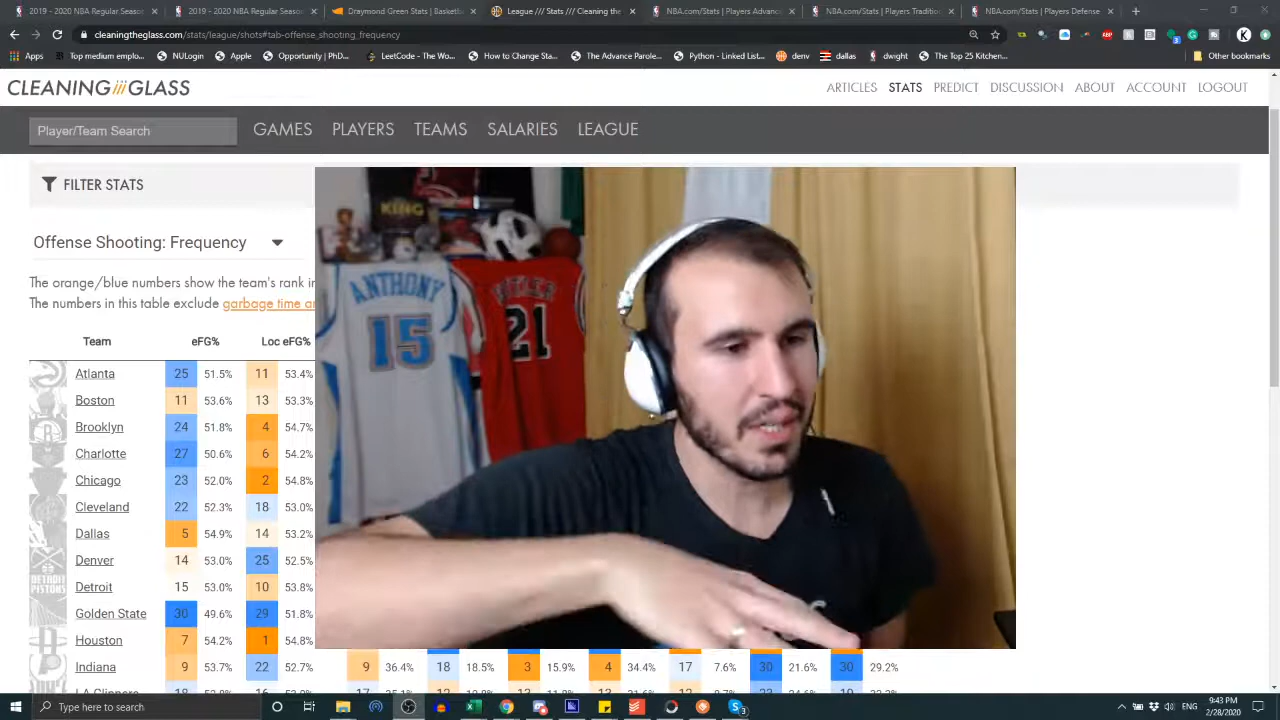 2019 - 2020 NBA Regular Season
2019 - 2020 NBA Regular Season
Draymond Green Stats | Basketb
League /// Stats /// Cleaning the
NBA.com/Stats | Players Traditio
NBA.com/Stats | Players Defense
cleaningtheglass.com/stats/league/shots#tab-offense_shooting_frequency
Apps
Top medium employ...
NULogin
Apple
Opportunity | PhD...
LeetCode - The Wo...
How to Change Sta...
The Advance Parole...
Python - Linked List...
denv
dallas
dwight
The 25 Kitchen...
Other bookmarks
CLEANING THE GLASS
ARTICLES STATS PREDICT DISCUSSION ABOUT ACCOUNT LOGOUT
Player/Team Search
GAMES PLAYERS TEAMS SALARIES LEAGUE
FILTER STATS
KING
Offense Shooting: Frequency
ANTHONY
15
BUTLER
21
The orange/blue numbers show the team's rank in
The numbers in this table exclude garbage time an
Team eFG% Loc eFG%
Atlanta 25 51.5% 11 53.4%
Boston 11 53.6% 13 53.3%
Brooklyn 24 51.8% 4 54.7%
Charlotte 27 50.6% 6 54.2%
Chicago 23 52.0% 2 54.8%
Cleveland 22 52.3% 18 53.0%
Dallas 5 54.9% 14 53.2%
Denver 14 53.0% 25 52.5%
Detroit 15 53.0% 10 53.8%
Golden State 30 49.6% 29 51.8%
Houston 7 54.2% 1 54.8%
Indiana 9 53.7% 22 52.7% 9 36.4% 18 18.5% 3 15.9% 4 34.4% 17 7.6% 30 21.6% 30 29.2%
LA Clippers
Type here to search
ENG
9:43 PM
2/28/2020